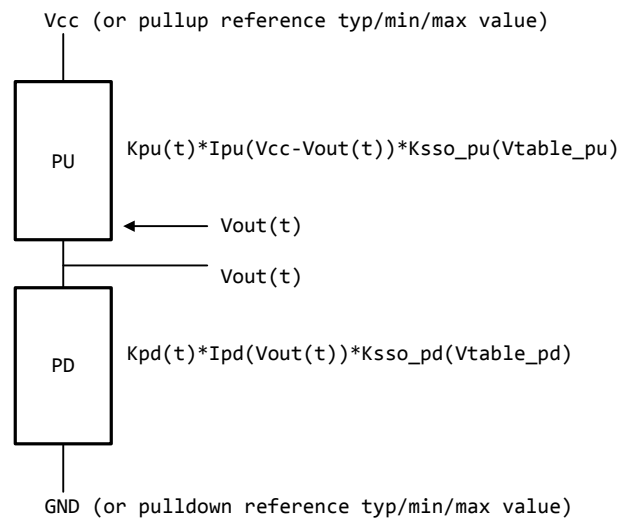 Vcc (or pullup reference typ/min/max value)
PU
Kpu(t)*Ipu(Vcc-Vout(t))*Ksso_pu(Vtable_pu)
Vout(t)
Vout(t)
PD
Kpd(t)*Ipd(Vout(t))*Ksso_pd(Vtable_pd)
GND (or pulldown reference typ/min/max value)